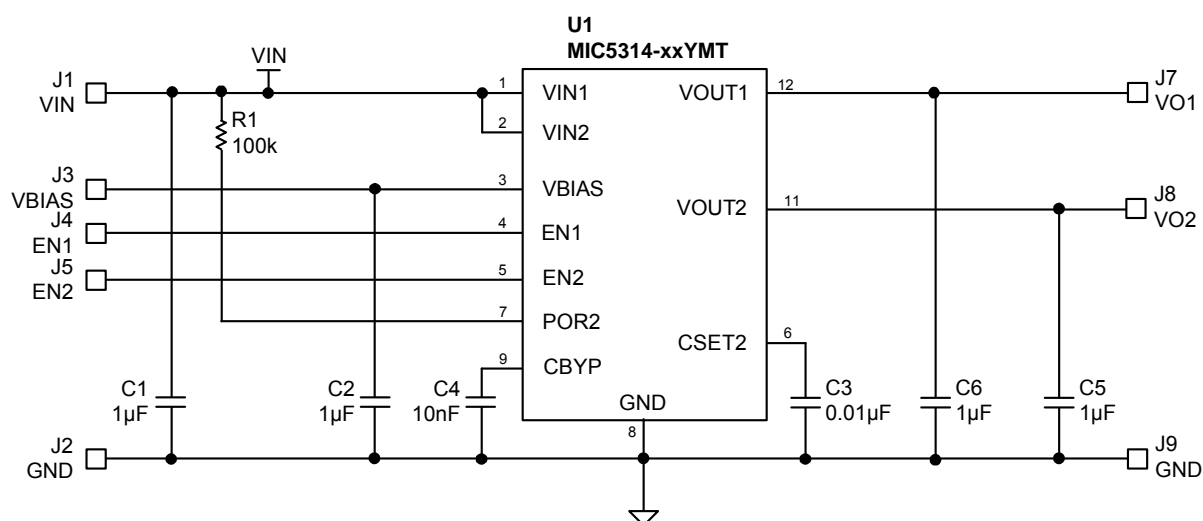 U1
MIC5314-xxYMT
VIN
J1
VIN
1
VIN1
VOUT1
12
J7
VO1
R1
100k
2
VIN2
J3
VBIAS
3
VBIAS
VOUT2
11
J8
VO2
J4
EN1
4
EN1
J5
EN2
5
EN2
7
POR2
CSET2
6
9
CBYP
C1
1µF
C2
1µF
C4
10nF
GND
8
C3
0.01µF
C6
1µF
C5
1µF
J2
GND
J9
GND